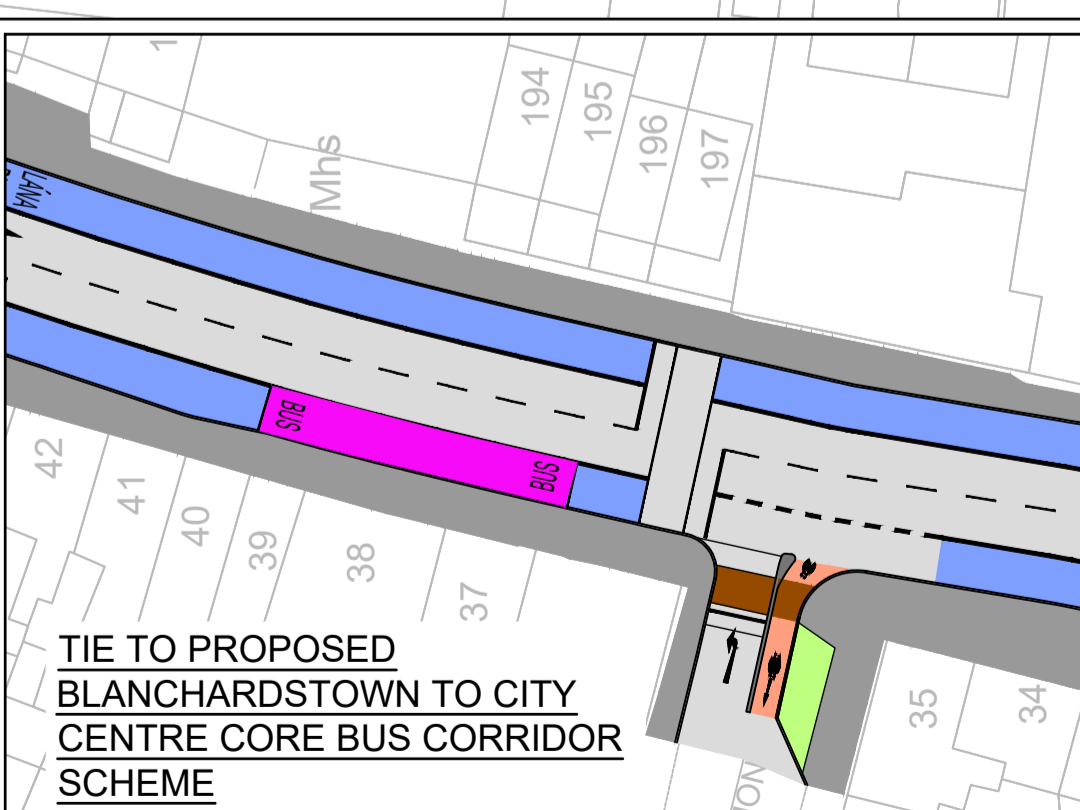 1
194
195
196
197
Mhs
LÁNA
BUS
BUS
42
41
40
39
38
37
35
34
TIE TO PROPOSED
BLANCHARDSTOWN TO CITY
CENTRE CORE BUS CORRIDOR
SCHEME